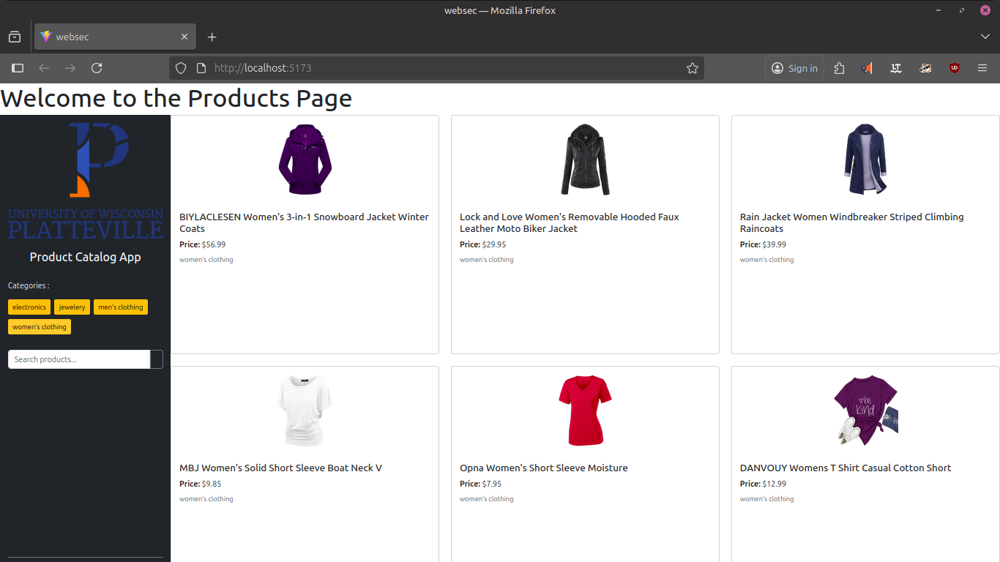 websec — Mozilla Firefox
websec
http://localhost:5173
Sign in
Welcome to the Products Page
UNIVERSITY OF WISCONSIN
PLATTEVILLE
Product Catalog App
Categories :
electronics jewelery men's clothing
women's clothing
Search products...
BIYLACLESEN Women's 3-in-1 Snowboard Jacket Winter
Coats
Price: $56.99
women's clothing
Lock and Love Women's Removable Hooded Faux
Leather Moto Biker Jacket
Price: $29.95
women's clothing
Rain Jacket Women Windbreaker Striped Climbing
Raincoats
Price: $39.99
women's clothing
MBJ Women's Solid Short Sleeve Boat Neck V
Price: $9.85
women's clothing
Opna Women's Short Sleeve Moisture
Price: $7.95
women's clothing
be
kind
DANVOUY Womens T Shirt Casual Cotton Short
Price: $12.99
women's clothing